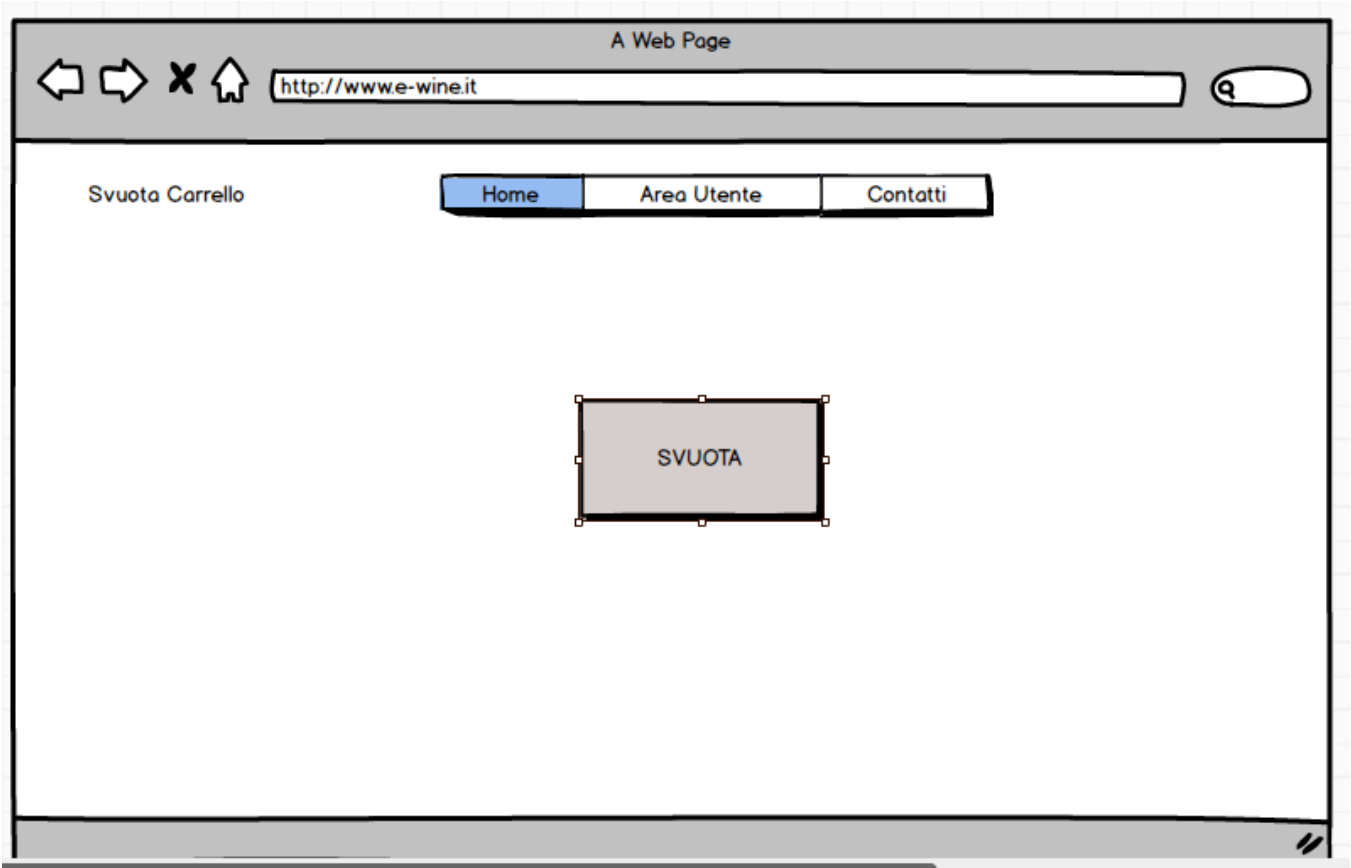 A Web Page
http://www.e-wine.it
Svuota Carrello
Home Area Utente Contatti
SVUOTA